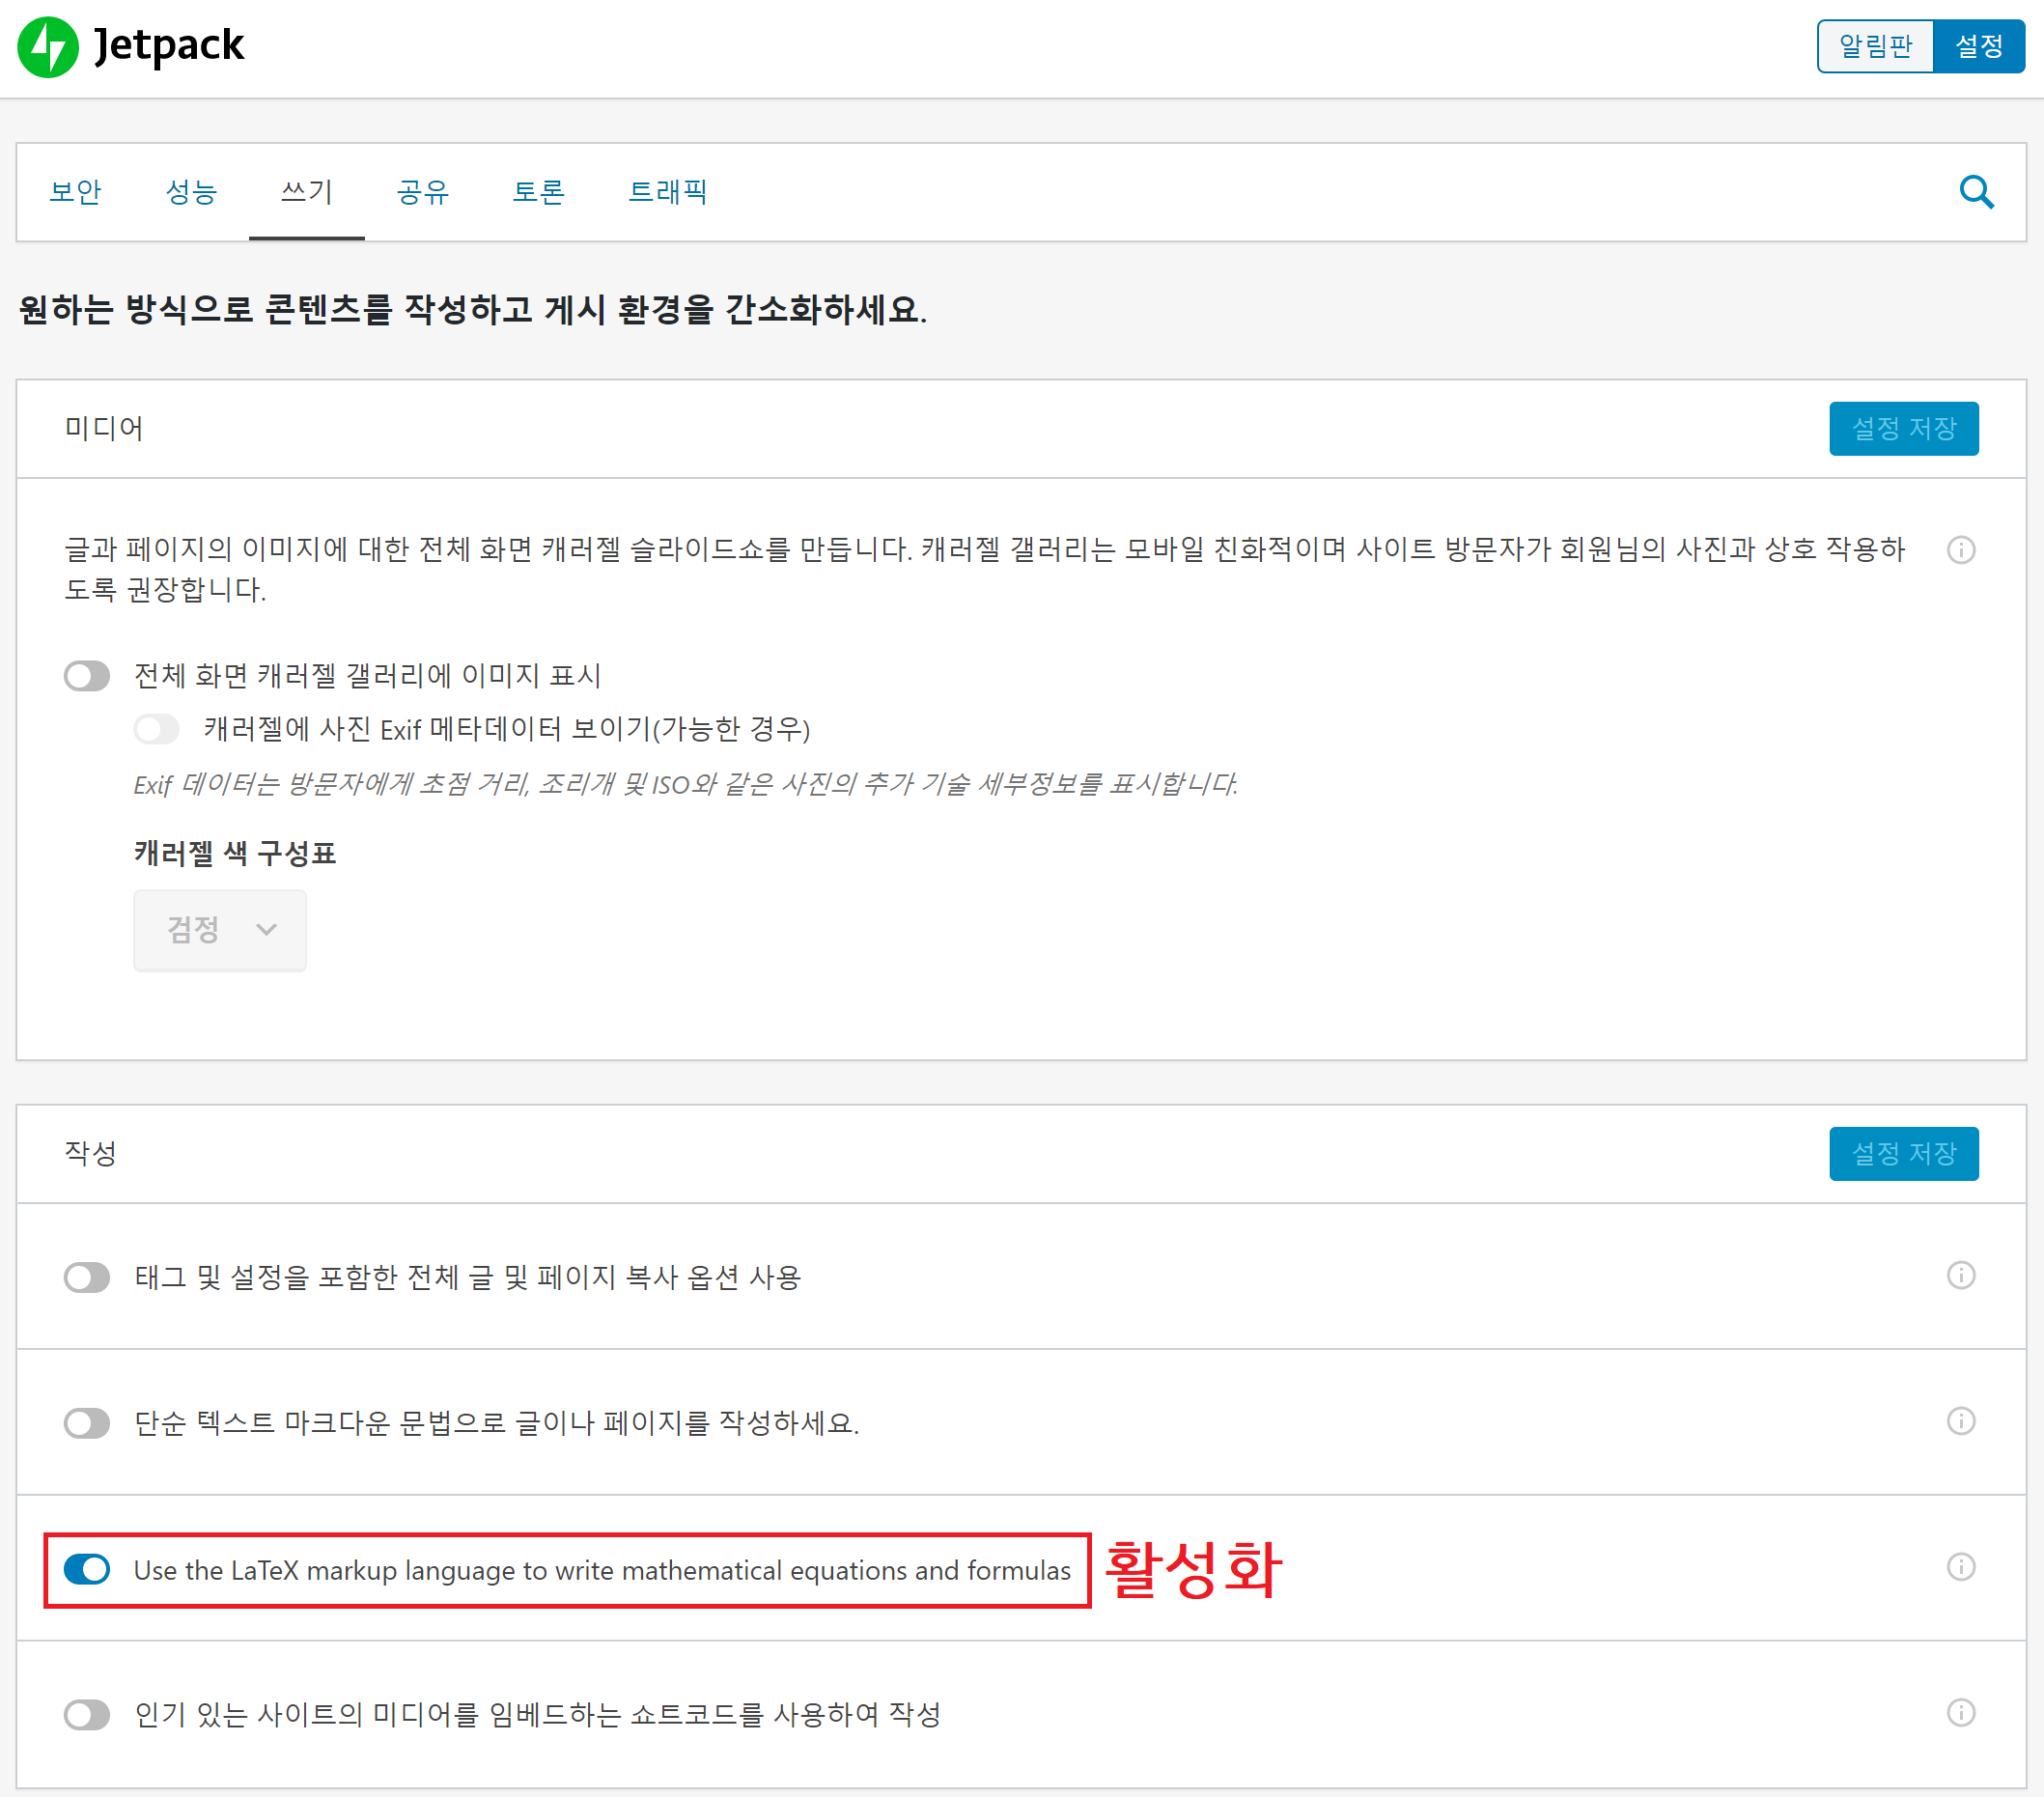 Jetpack
알림판 설정
보안 성능 쓰기 공유 토론 트래픽
원하는 방식으로 콘텐츠를 작성하고 게시 환경을 간소화하세요.
미디어 설정 저장
글과 페이지의 이미지에 대한 전체 화면 캐러젤 슬라이드쇼를 만듭니다. 캐러젤 갤러리는 모바일 친화적이며 사이트 방문자가 회원님의 사진과 상호 작용하
도록 권장합니다.
전체 화면 캐러젤 갤러리에 이미지 표시
캐러젤에 사진 Exif 메타데이터 보이기(가능한 경우)
Exif 데이터는 방문자에게 초점 거리, 조리개 및 ISO와 같은 사진의 추가 기술 세부정보를 표시합니다.
캐러젤 색 구성표
검정
작성 설정 저장
태그 및 설정을 포함한 전체 글 및 페이지 복사 옵션 사용
단순 텍스트 마크다운 문법으로 글이나 페이지를 작성하세요.
Use the LaTeX markup language to write mathematical equations and formulas 활성화
인기 있는 사이트의 미디어를 임베드하는 쇼트코드를 사용하여 작성